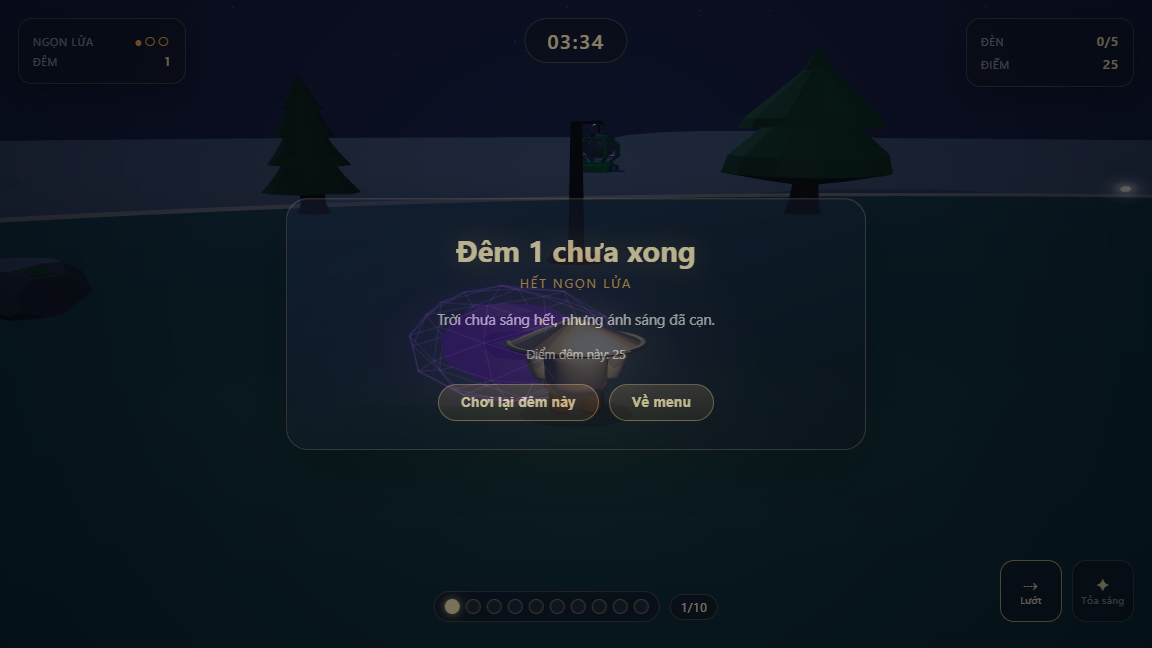 NGỌN LỬA
ĐÊM 1
03:34
ĐÈN 0/5
ĐIỂM 25
Đêm 1 chưa xong
HẾT NGỌN LỬA
Trời chưa sáng hết, nhưng ánh sáng đã cạn.
Điểm đêm này: 25
Chơi lại đêm này
Về menu
1/10
Lướt
Tỏa sáng